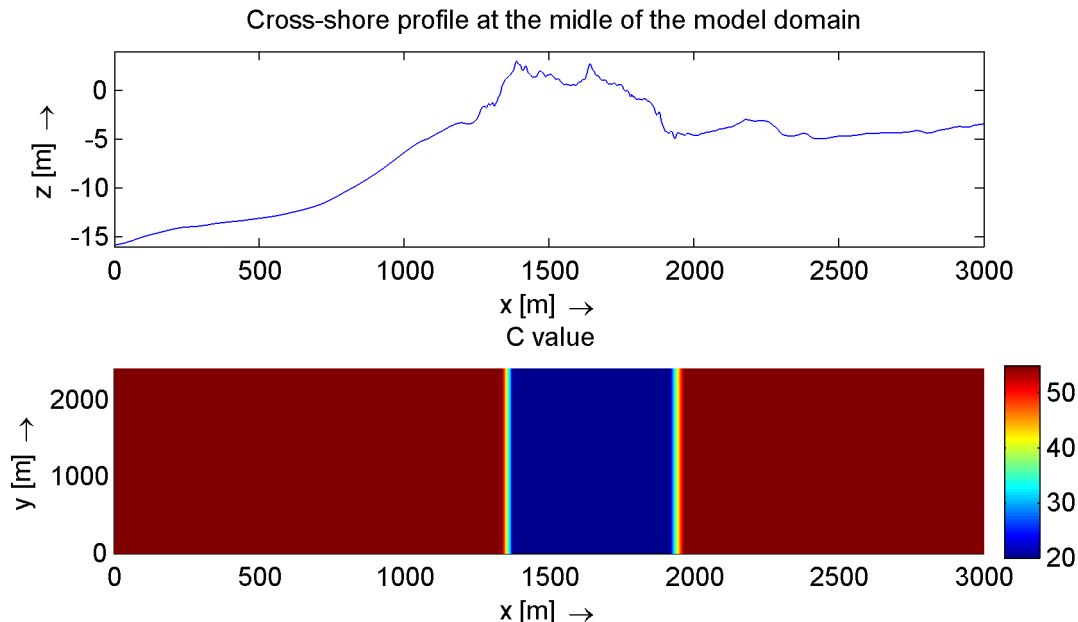 Cross-shore profile at the midle of the model domain
z [m] →
0
-5
-10
-15
0 500 1000 1500 2000 2500 3000
x [m] →
C value
y [m] →
2000
1000
0
0 500 1000 1500 2000 2500 3000
x [m] →
50
40
30
20